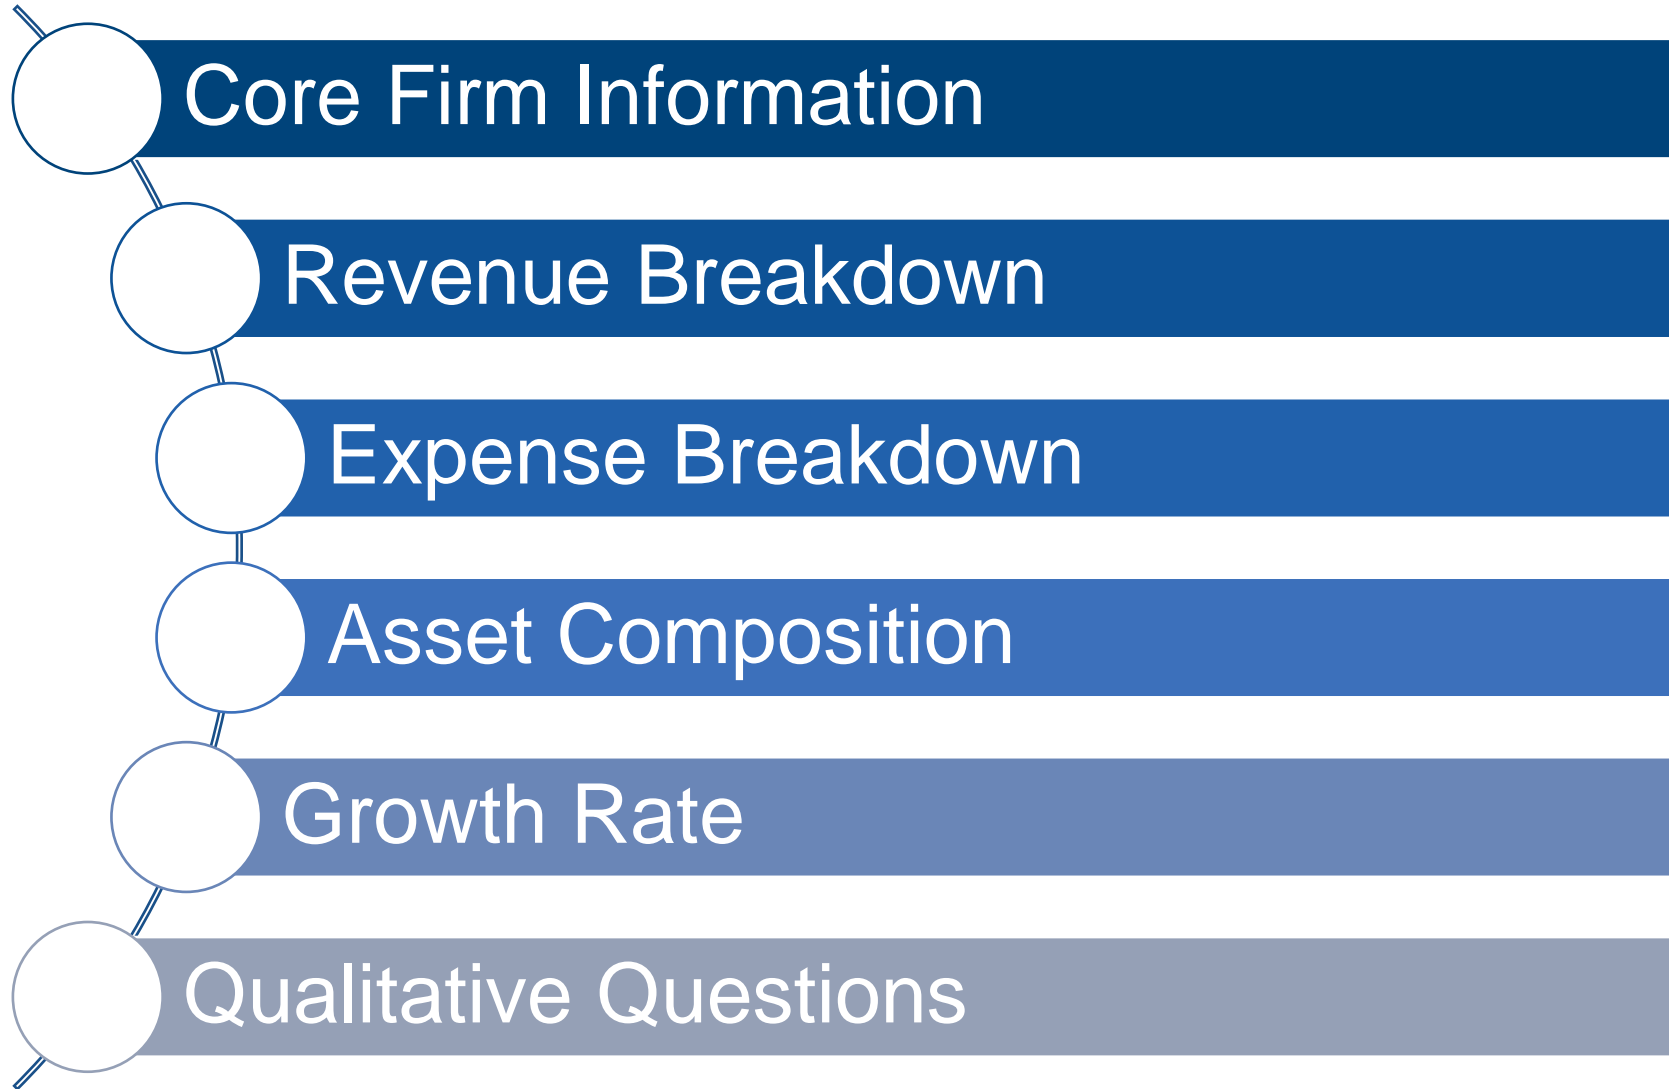 Core Firm Information
Revenue Breakdown
Expense Breakdown
Asset Composition
Growth Rate
Qualitative Questions